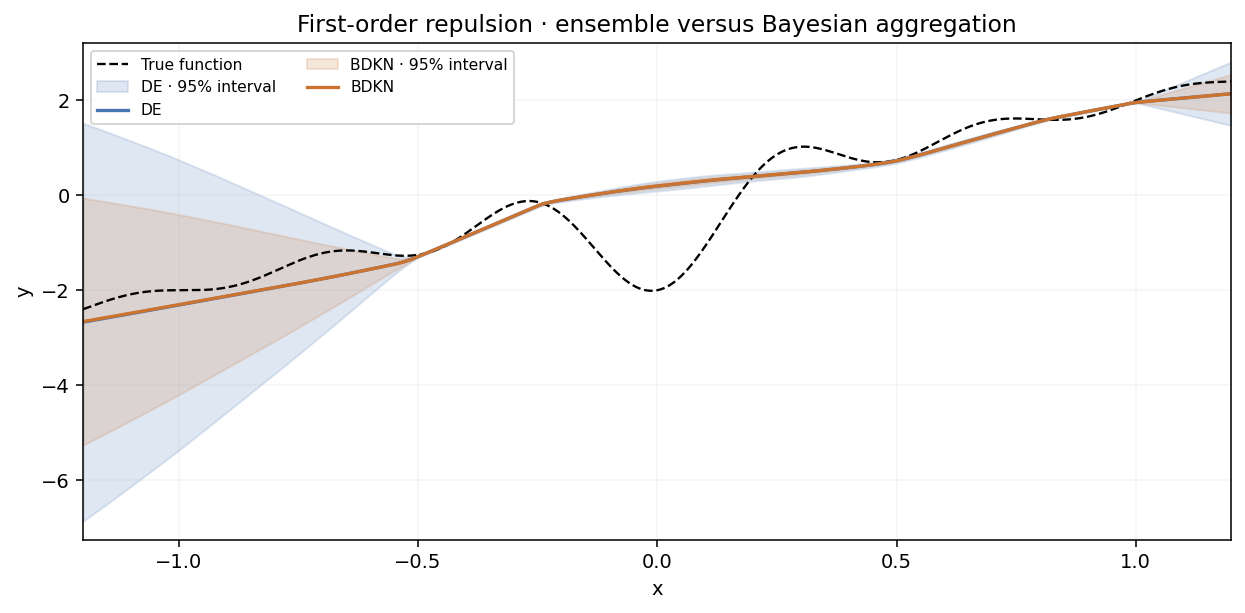 First-order repulsion · ensemble versus Bayesian aggregation
True function
DE · 95% interval
DE
BDKN · 95% interval
BDKN
y
2
0
−2
−4
−6
−1.0
−0.5
0.0
0.5
1.0
x